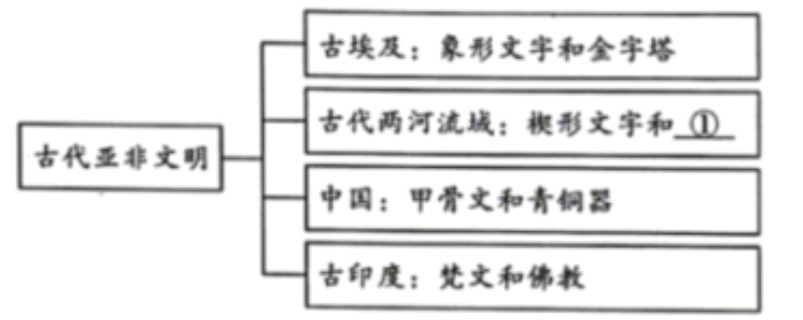 古代亚非文明
古埃及：象形文字和金字塔
古代两河流域：楔形文字和①
中国：甲骨文和青铜器
古印度：梵文和佛教